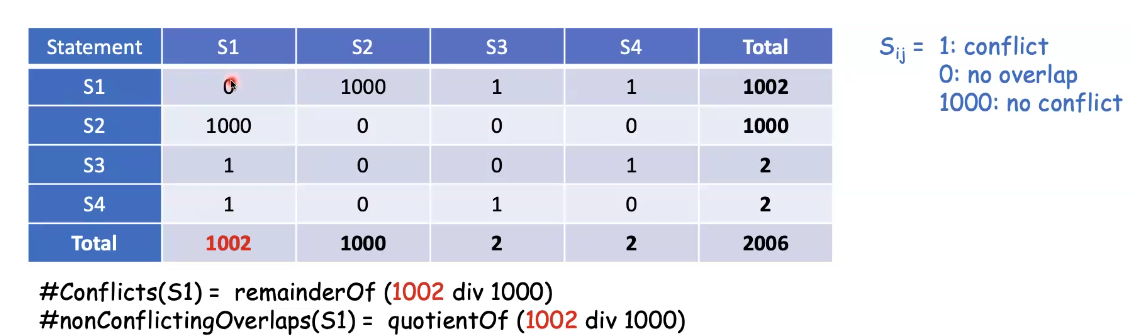 Statement S1 S2 S3 S4 Total
S1 0 1000 1 1 1002
S2 1000 0 0 0 1000
S3 1 0 0 1 2
S4 1 0 1 0 2
Total 1002 1000 2 2 2006
Sij = 1: conflict
0: no overlap
1000: no conflict
#Conflicts(S1) = remainderOf (1002 div 1000)
#nonConflictingOverlaps(S1) = quotientOf (1002 div 1000)